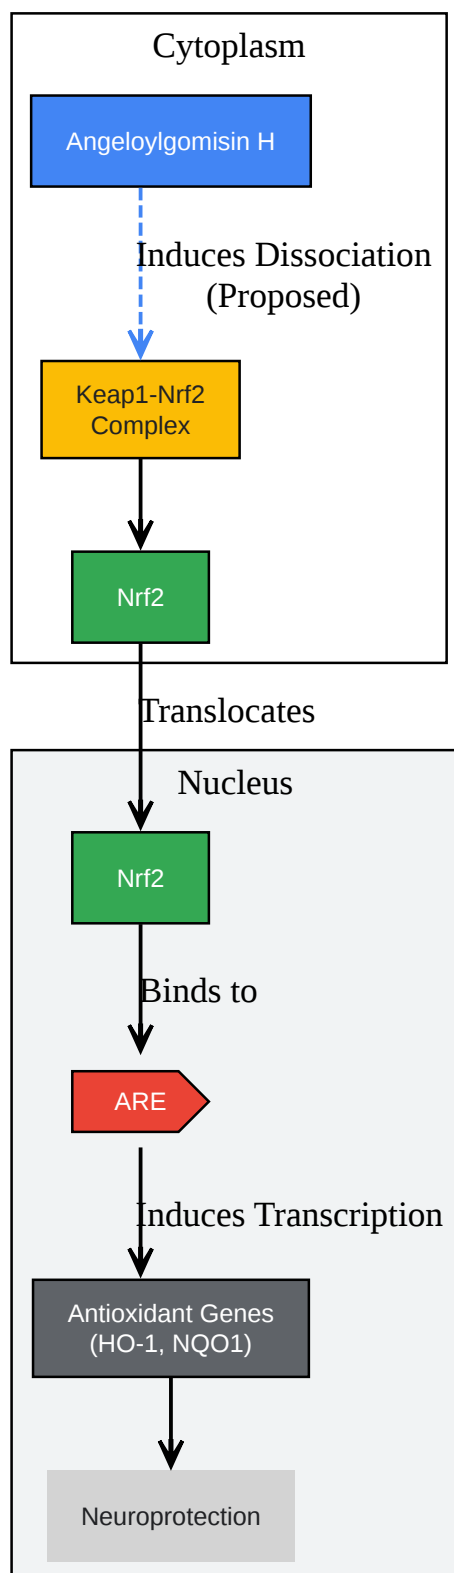 Cytoplasm
Angeloylgomisin H
Induces Dissociation
(Proposed)
Keap1-Nrf2
Complex
Nrf2
Translocates
Nucleus
Nrf2
Binds to
ARE
Induces Transcription
Antioxidant Genes
(HO-1, NQO1)
Neuroprotection